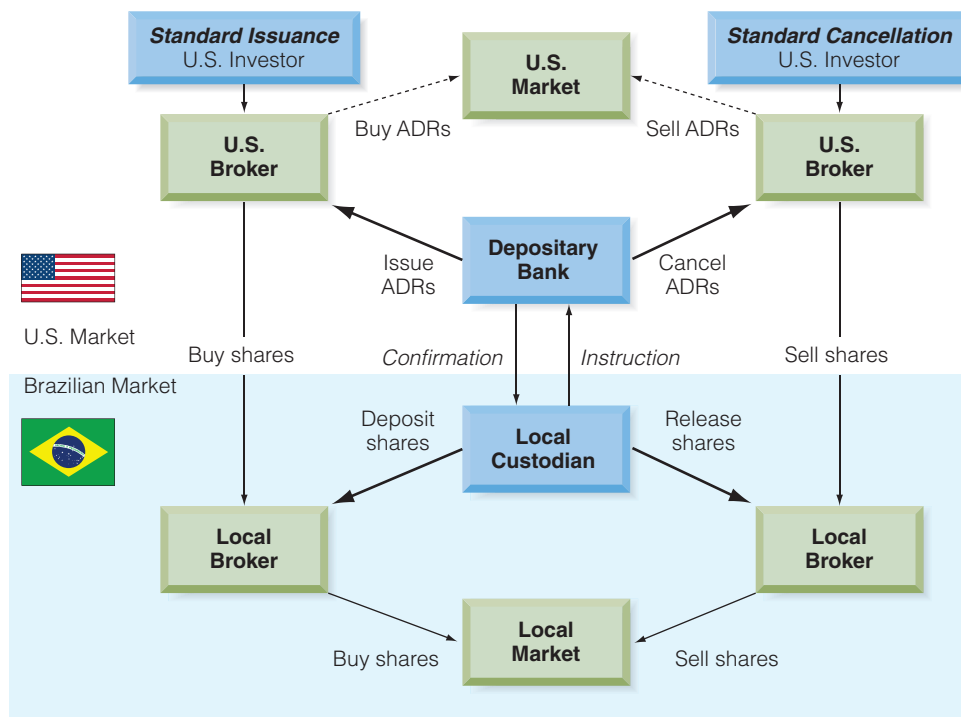 Standard Issuance
U.S. Investor
Standard Cancellation
U.S. Investor
U.S.
Market
Buy ADRs
Sell ADRs
U.S.
Broker
U.S.
Broker
Depositary
Bank
Issue
ADRs
Cancel
ADRs
U.S. Market
Buy shares
Confirmation
Instruction
Sell shares
Brazilian Market
Deposit
shares
Local
Custodian
Release
shares
Local
Broker
Local
Broker
Local
Market
Buy shares
Sell shares